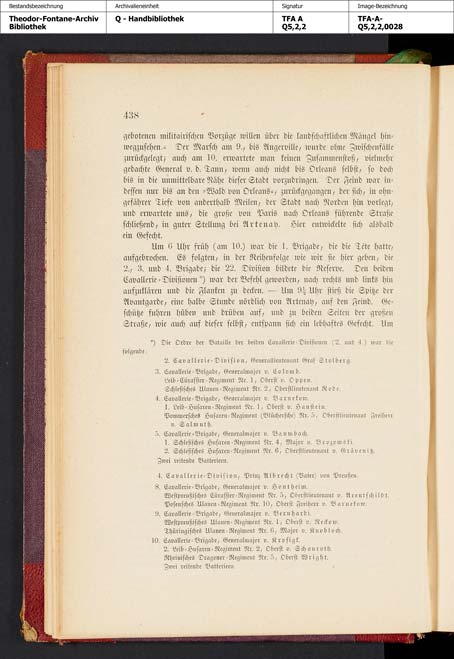 Bestandsbezeichnung
Archivalieneinheit
Signatur
Image-Bezeichnung
Theodor-Fontane-Archiv
Bibliothek
Q - Handbibliothek
TFA A
Q5,2,2
TFA-A-
Q5,2,2,0028
438
gebotenen militairischen Vorzüge willen über die landschaftlichen Mängel hin-
wegzusehen.« Der Marsch am 9., bis Angerville, wurde ohne Zwischenfälle
zurückgelegt; auch am 10. erwartete man keinen Zusammenstoß, vielmehr
gedachte General v. d. Tann, wenn auch nicht bis Orleans selbst, so doch
bis in die unmittelbare Nähe dieser Stadt vorzudringen. Der Feind war in-
dessen nur bis an den »Wald von Orleans«, zurückgegangen, der sich, in ohn-
gefährer Tiefe von anderthalb Meilen, der Stadt nach Norden hin vorlegt,
und erwartete uns, die große von Paris nach Orleans führende Straße
schließend, in guter Stellung bei Artenay. Hier entwickelte sich alsbald
ein Gefecht.
Um 6 Uhr früh (am 10.) war die 1. Brigade, die die Tête hatte,
aufgebrochen. Es folgten, in der Reihenfolge wie wir sie hier geben, die
2., 3. und 4. Brigade; die 22. Division bildete die Reserve. Den beiden
Cavallerie-Divisionen*) war der Befehl geworden, nach rechts und links hin
aufzuklären und die Flanken zu decken. — Um 9½ Uhr stieß die Spitze der
Avantgarde, eine halbe Stunde nördlich von Artenay, auf den Feind. Ge-
schütze fuhren hüben und drüben auf, und zu beiden Seiten der großen
Straße, wie auch auf dieser selbst, entspann sich ein lebhaftes Gefecht. Um
*) Die Ordre de Bataille der beiden Cavallerie-Divisionen (2. und 4.) war die
folgende:
2. Cavallerie-Division, Generallieutenant Graf Stolberg.
3. Cavallerie-Brigade, Generalmajor v. Colomb.
Leib-Cürassier-Regiment Nr. 1, Oberst v. Oppen.
Schlesisches Ulanen-Regiment Nr. 2, Oberstlieutenant Rode.
4. Cavallerie-Brigade, Generalmajor v. Barnekow.
1. Leib-Husaren-Regiment Nr. 1, Oberst v. Hanstein.
Pommersches Husaren-Regiment (Blüchersche) Nr. 5, Oberstlieutenant Freiherr
v. Salmuth.
5. Cavallerie-Brigade, Generalmajor v. Baumbach.
1. Schlesisches Husaren-Regiment Nr. 4, Major v. Brozowski.
2. Schlesisches Husaren-Regiment Nr. 6, Oberstlieutenant v. Grävenitz.
Zwei reitende Batterieen.
4. Cavallerie-Division, Prinz Albrecht (Vater) von Preußen.
8. Cavallerie-Brigade, Generalmajor v. Hontheim.
Westpreußisches Cürassier-Regiment Nr. 5, Oberstlieutenant v. Arentschildt.
Posensches Ulanen-Regiment Nr. 10, Oberst Freiherr v. Barnekow.
9. Cavallerie-Brigade, Generalmajor v. Bernhardi.
Westpreußisches Ulanen-Regiment Nr. 1, Oberst v. Reckow.
Thüringisches Ulanen-Regiment Nr. 6, Major v. Knobloch.
10. Cavallerie-Brigade, Generalmajor v. Krosigk.
2. Leib-Husaren-Regiment Nr. 2, Oberst v. Schauroth.
Rheinisches Dragoner-Regiment Nr. 5, Oberst Wright.
Zwei reitende Batterieen.